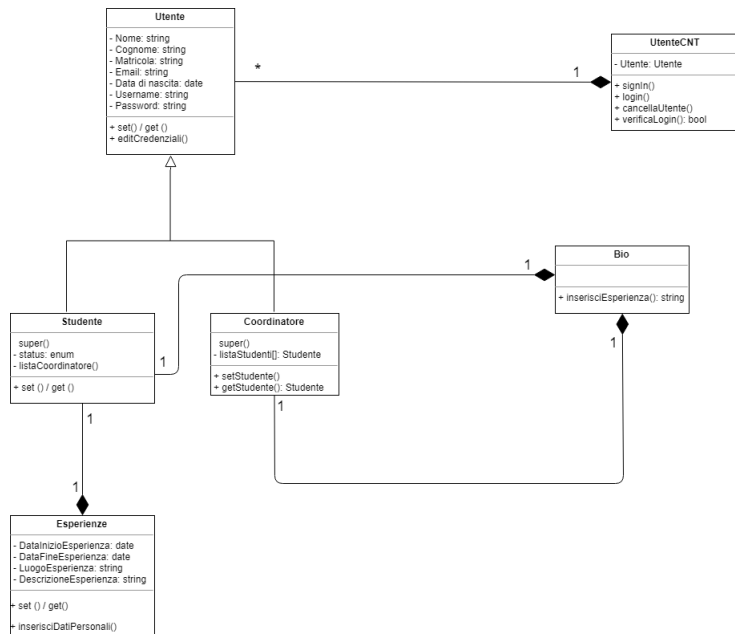 Utente
- Nome: string
- Cognome: string
- Matricola: string
- Email: string
- Data di nascita: date
- Username: string
- Password: string
+ set() / get ()
+ editCredenziali()
*
1
UtenteCNT
- Utente: Utente
+ signIn()
+ login()
+ cancellaUtente()
+ verificaLogin(): bool
Studente
super()
- status: enum
- listaCoordinatore()
+ set () / get ()
1
1
Coordinatore
super()
- listaStudenti[]: Studente
+ setStudente()
+ getStudente(): Studente
1
Bio
+ inserisciEsperienza(): string
1
1
1
Esperienze
- DataInizioEsperienza: date
- DataFineEsperienza: date
- LuogoEsperienza: string
- DescrizioneEsperienza: string
+ set () / get()
+ inserisciDatiPersonali()
1